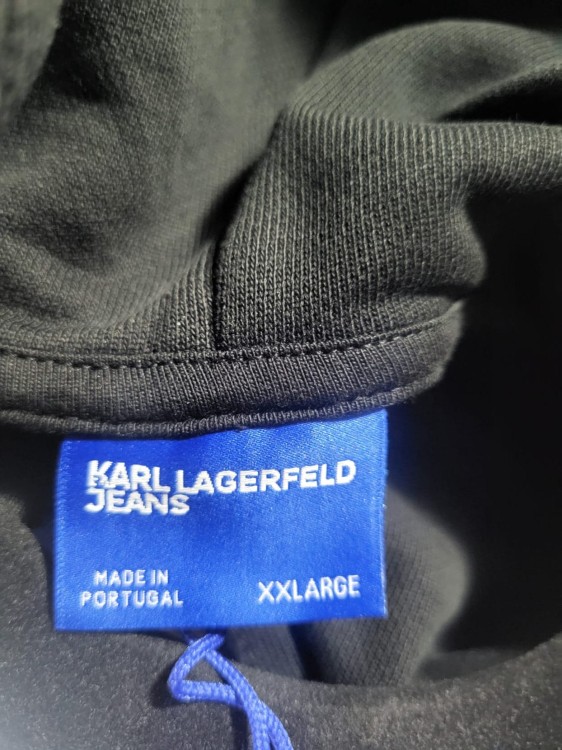 KARL LAGERFELD
JEANS
MADE IN
PORTUGAL
XXLARGE